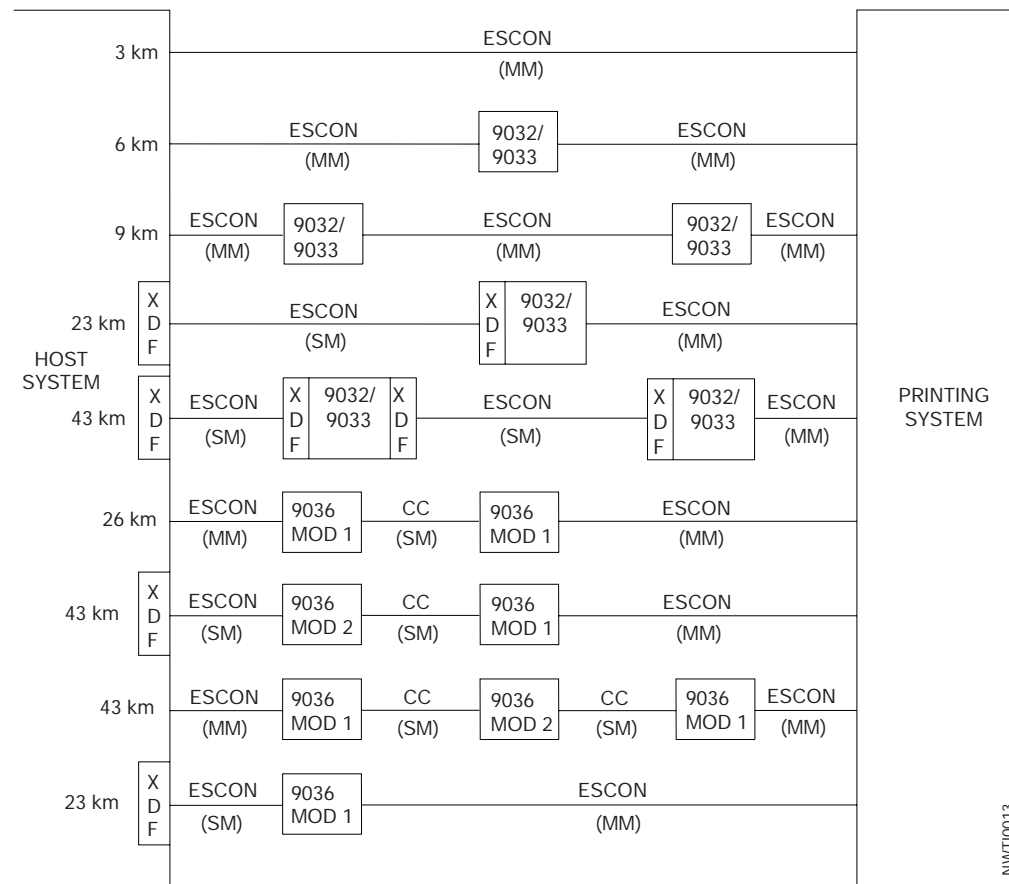 ESCON
3 km
(MM)
ESCON
9032/
ESCON
6 km
9033
(MM)
(MM)
ESCON
9032/
ESCON
9032/
ESCON
9 km
9033
9033
(MM)
(MM)
(MM)
X
D
F
ESCON
X
D
F
9032/
9033
ESCON
23 km
(SM)
(MM)
HOST
SYSTEM
X
D
F
ESCON
X
D
F
9032/
9033
X
D
F
ESCON
X
D
F
9032/
9033
ESCON
43 km
(SM)
(SM)
(MM)
PRINTING
SYSTEM
ESCON
9036
MOD 1
CC
9036
MOD 1
ESCON
26 km
(MM)
(SM)
(MM)
X
D
F
ESCON
9036
MOD 2
CC
9036
MOD 1
ESCON
43 km
(SM)
(SM)
(MM)
ESCON
9036
MOD 1
CC
9036
MOD 2
CC
9036
MOD 1
ESCON
43 km
(MM)
(SM)
(SM)
(MM)
X
D
F
ESCON
9036
MOD 1
ESCON
23 km
(SM)
(MM)
NWTI0013